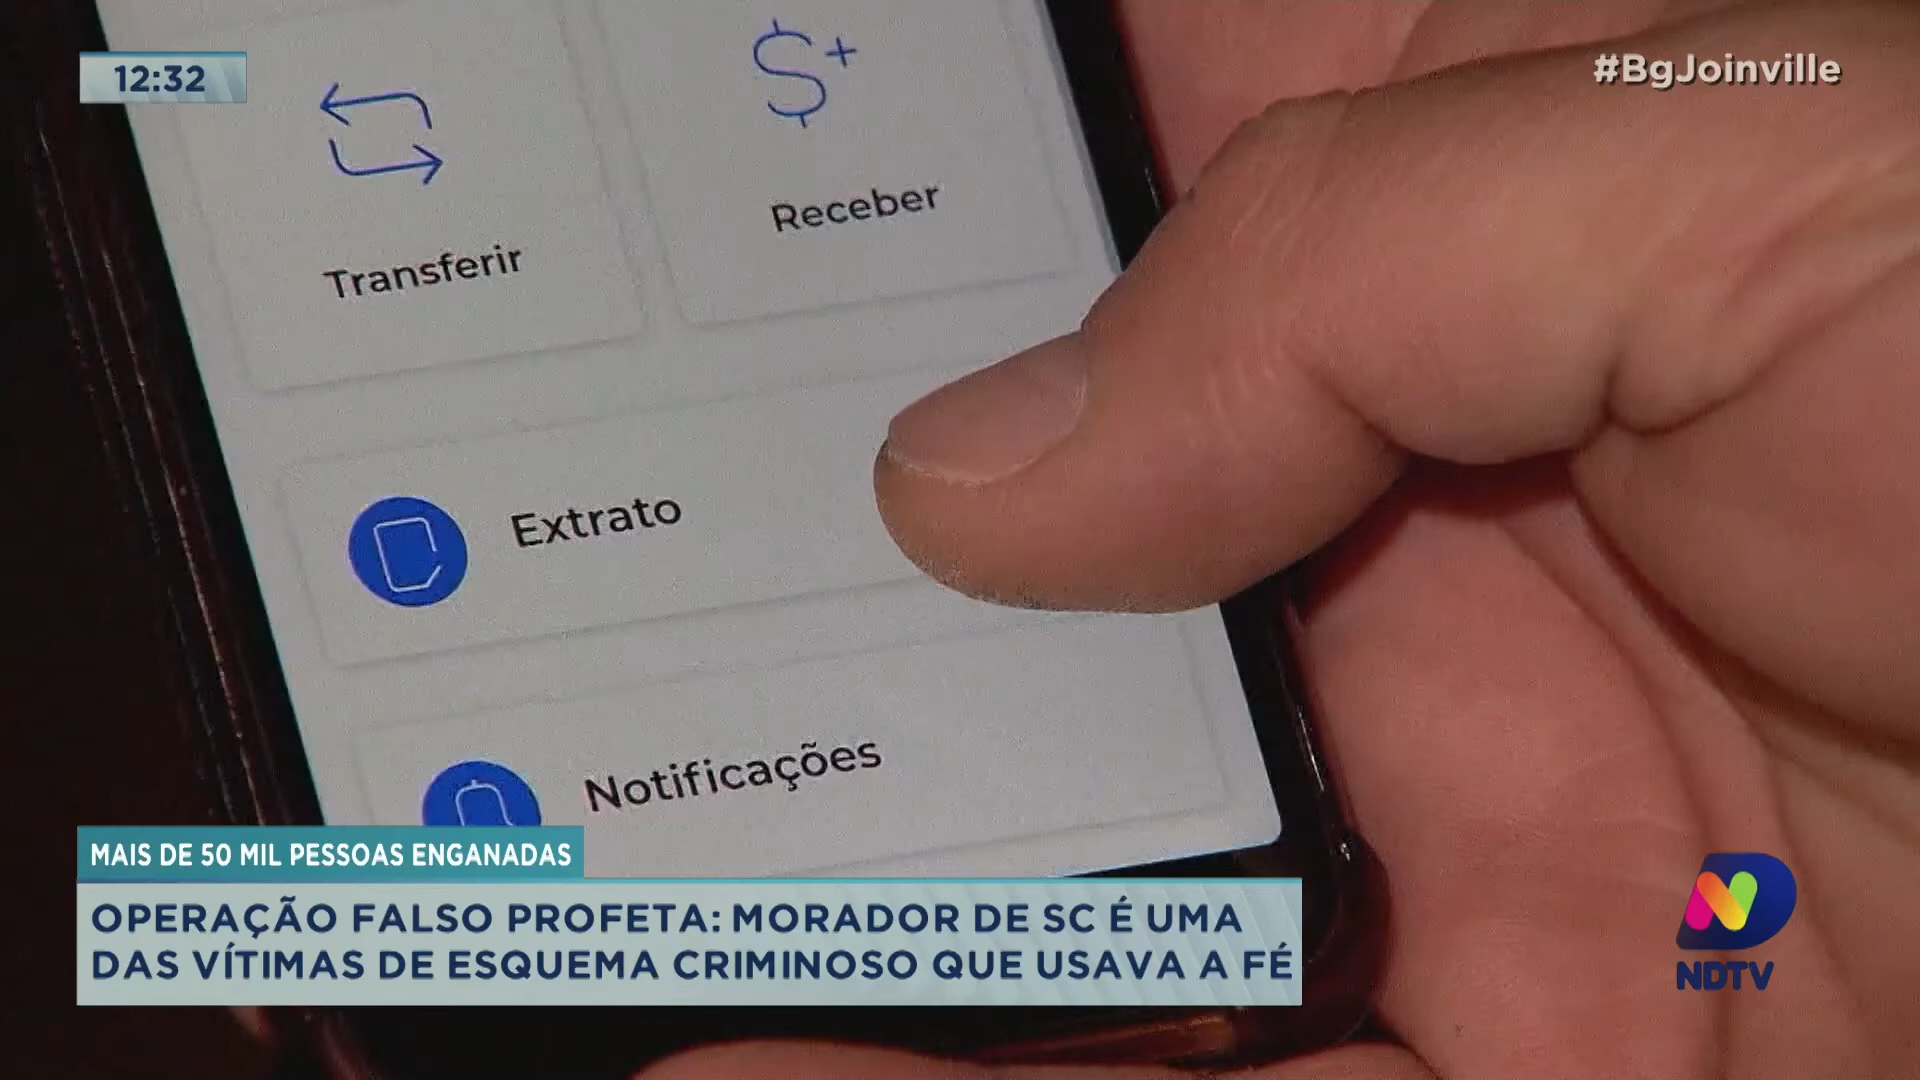 12:32
#BgJoinville
Transferir
Receber
Extrato
Notificações
MAIS DE 50 MIL PESSOAS ENGANADAS
OPERAÇÃO FALSO PROFETA: MORADOR DE SC É UMA
DAS VÍTIMAS DE ESQUEMA CRIMINOSO QUE USAVA A FÉ
NDTV